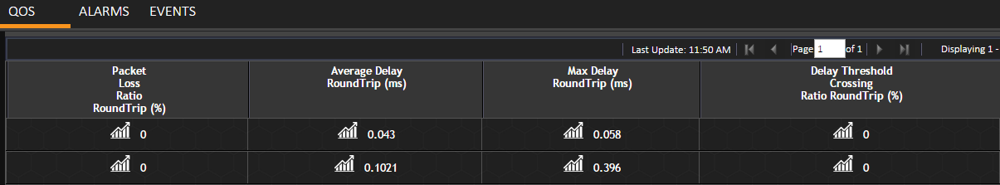 QOS ALARMS EVENTS
Last Update: 11:50 AM Page 1 of 1 Displaying 1 -
Packet Loss Ratio RoundTrip (%) Average Delay RoundTrip (ms) Max Delay RoundTrip (ms) Delay Threshold Crossing Ratio RoundTrip (%)
0 0.043 0.058 0
0 0.1021 0.396 0